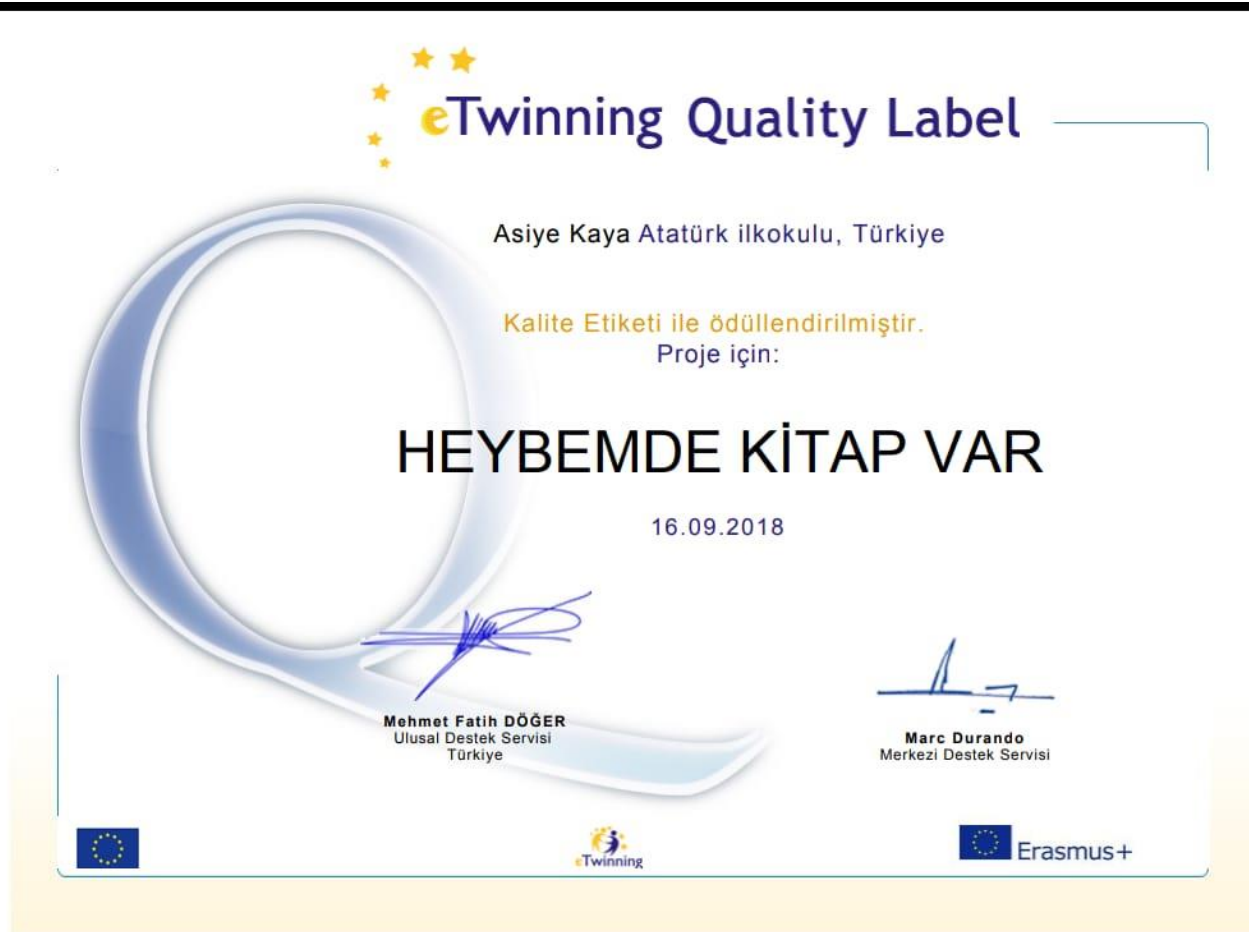 eTwinning Quality Label
Asiye Kaya Atatürk ilkokulu, Türkiye
Kalite Etiketi ile ödüllendirilmiştir.
Proje için:
HEYBEMDE KİTAP VAR
16.09.2018
Mehmet Fatih DÖĞER
Ulusal Destek Servisi
Türkiye
Marc Durando
Merkezi Destek Servisi
eTwinning
Erasmus+